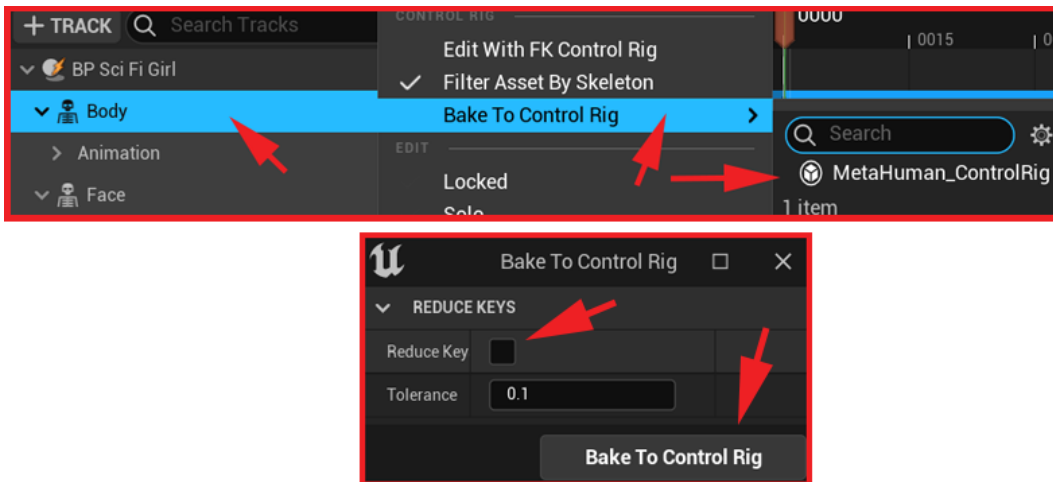 + TRACK Search Tracks
BP Sci Fi Girl
Body
Animation
Face
CONTROL RIG
Edit With FK Control Rig
Filter Asset By Skeleton
Bake To Control Rig
EDIT
Locked
Solo
0000
0015
Search
MetaHuman_ControlRig
1 item
Bake To Control Rig
REDUCE KEYS
Reduce Key
Tolerance 0.1
Bake To Control Rig